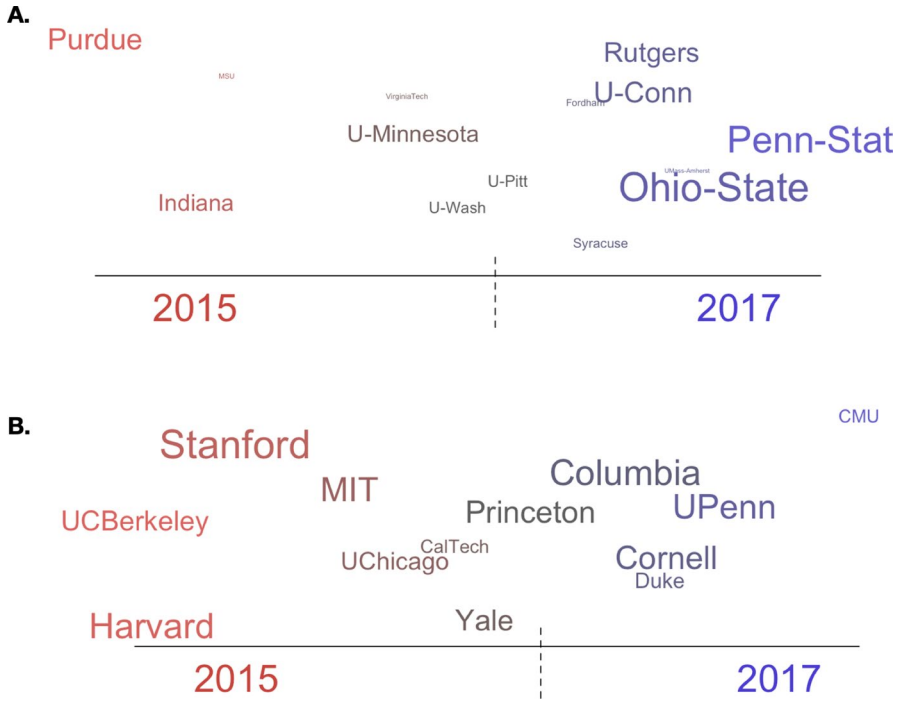 A.
Purdue
Rutgers
MSU
U-Conn
VirginiaTech
Fordham
U-Minnesota
Penn-Stat
UMass-Amherst
U-Pitt
Ohio-State
Indiana
U-Wash
Syracuse
2015
2017
B.
CMU
Stanford
Columbia
MIT
UPenn
Princeton
UCBerkeley
CalTech
UChicago
Cornell
Duke
Yale
Harvard
2015
2017